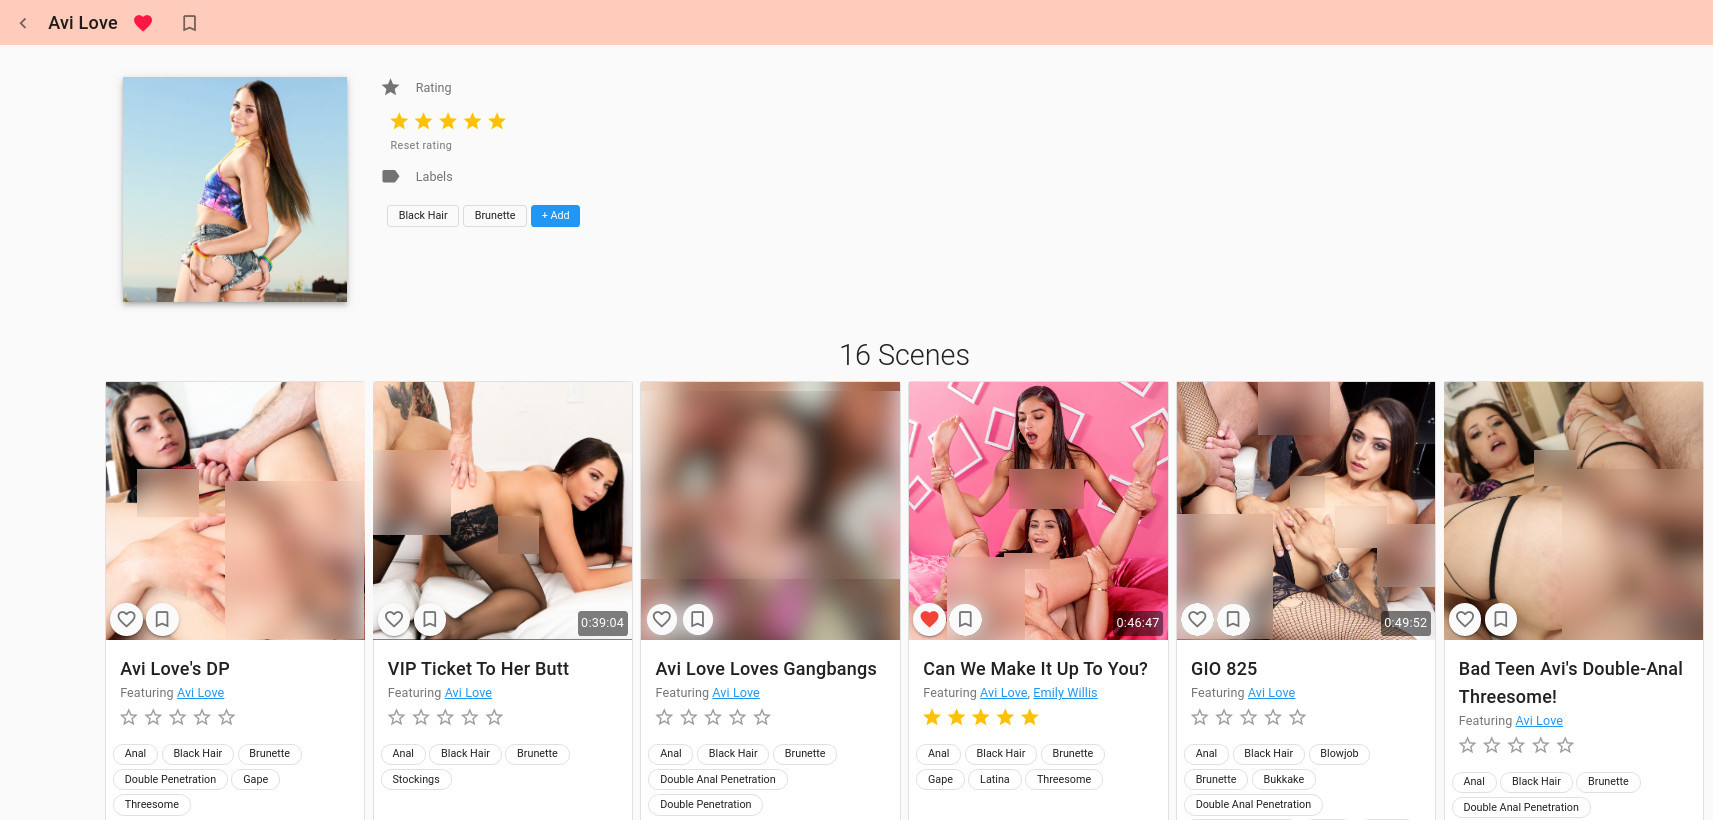 Avi Love
Rating
Reset rating
Labels
Black Hair
Brunette
+ Add
16 Scenes
0:39:04
0:46:47
0:49:52
Avi Love's DP
Featuring Avi Love
Anal
Black Hair
Brunette
Double Penetration
Gape
Threesome
VIP Ticket To Her Butt
Featuring Avi Love
Anal
Black Hair
Brunette
Stockings
Avi Love Loves Gangbangs
Featuring Avi Love
Anal
Black Hair
Brunette
Double Anal Penetration
Double Penetration
Can We Make It Up To You?
Featuring Avi Love, Emily Willis
Anal
Black Hair
Brunette
Gape
Latina
Threesome
GIO 825
Featuring Avi Love
Anal
Black Hair
Blowjob
Brunette
Bukkake
Double Anal Penetration
Bad Teen Avi's Double-Anal
Threesome!
Featuring Avi Love
Anal
Black Hair
Brunette
Double Anal Penetration